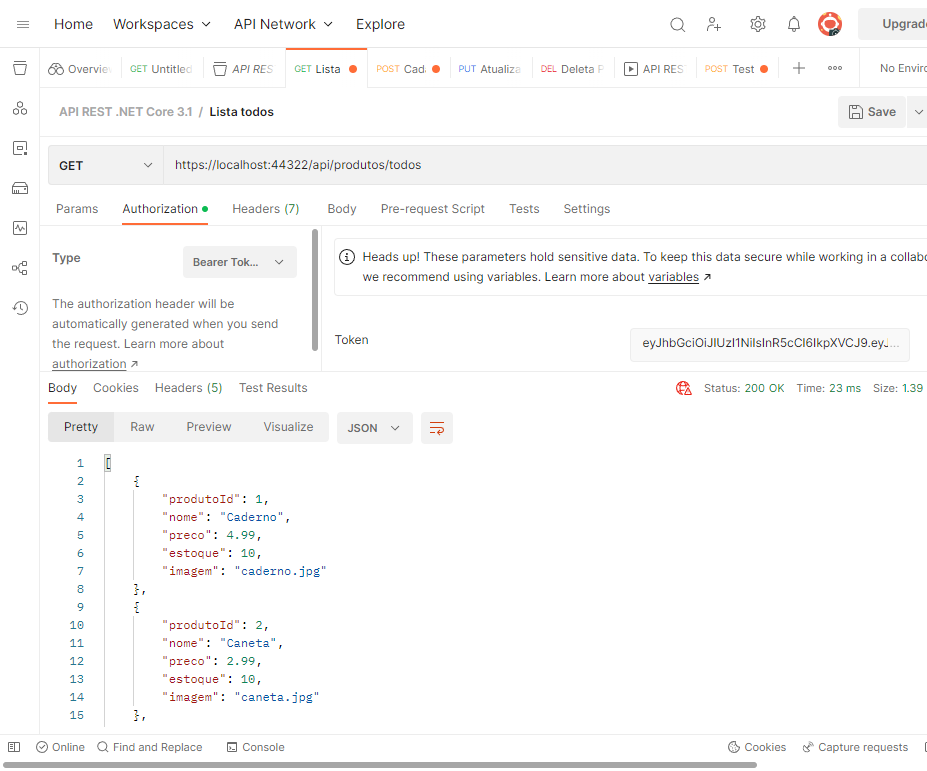 Home Workspaces API Network Explore Upgrade
Overvie GET Untitled API RES GET Lista POST Cad PUT Atualiza DEL Deleta P API RES POST Test No Enviro
API REST .NET Core 3.1 / Lista todos Save
GET https://localhost:44322/api/produtos/todos
Params Authorization Headers (7) Body Pre-request Script Tests Settings
Type Bearer Tok...
Heads up! These parameters hold sensitive data. To keep this data secure while working in a collabo
we recommend using variables. Learn more about variables ↗
The authorization header will be
automatically generated when you send
the request. Learn more about
authorization ↗
Token eyJhbGciOiJIUzI1NiIsInR5cCI6IkpXVCJ9.eyJ...
Body Cookies Headers (5) Test Results Status: 200 OK Time: 23 ms Size: 1.39
Pretty Raw Preview Visualize JSON
1 [
2 {
3 "produtoId": 1,
4 "nome": "Caderno",
5 "preco": 4.99,
6 "estoque": 10,
7 "imagem": "caderno.jpg"
8 },
9 {
10 "produtoId": 2,
11 "nome": "Caneta",
12 "preco": 2.99,
13 "estoque": 10,
14 "imagem": "caneta.jpg"
15 },
Online Find and Replace Console Cookies Capture requests